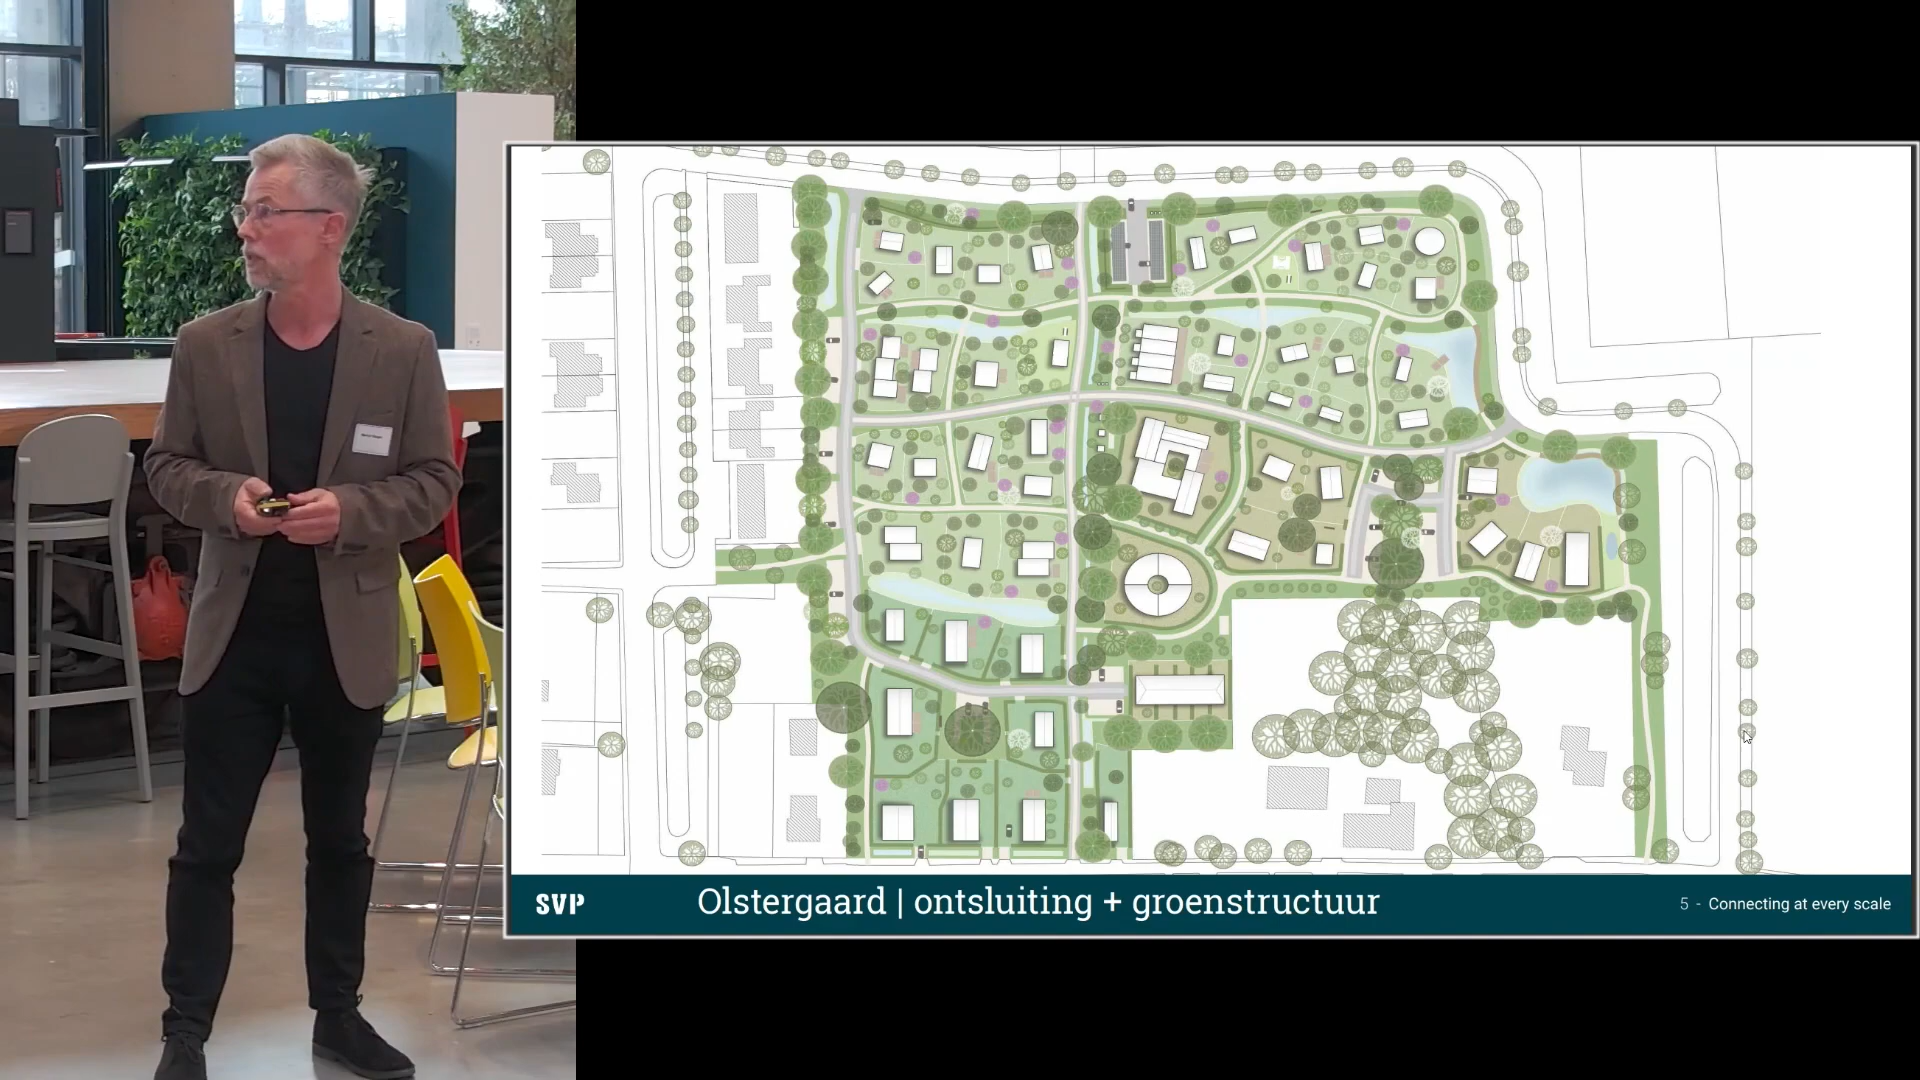 SVP
Olstergaard | ontsluiting + groenstructuur
5 - Connecting at every scale